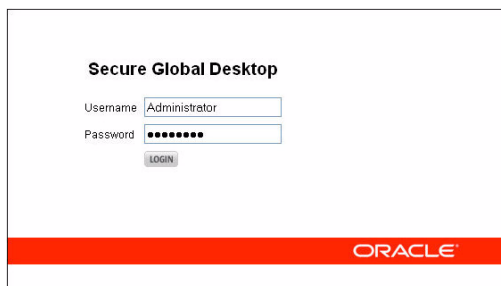 Secure Global Desktop
Username Administrator
Password ●●●●●●●●
LOGIN
ORACLE